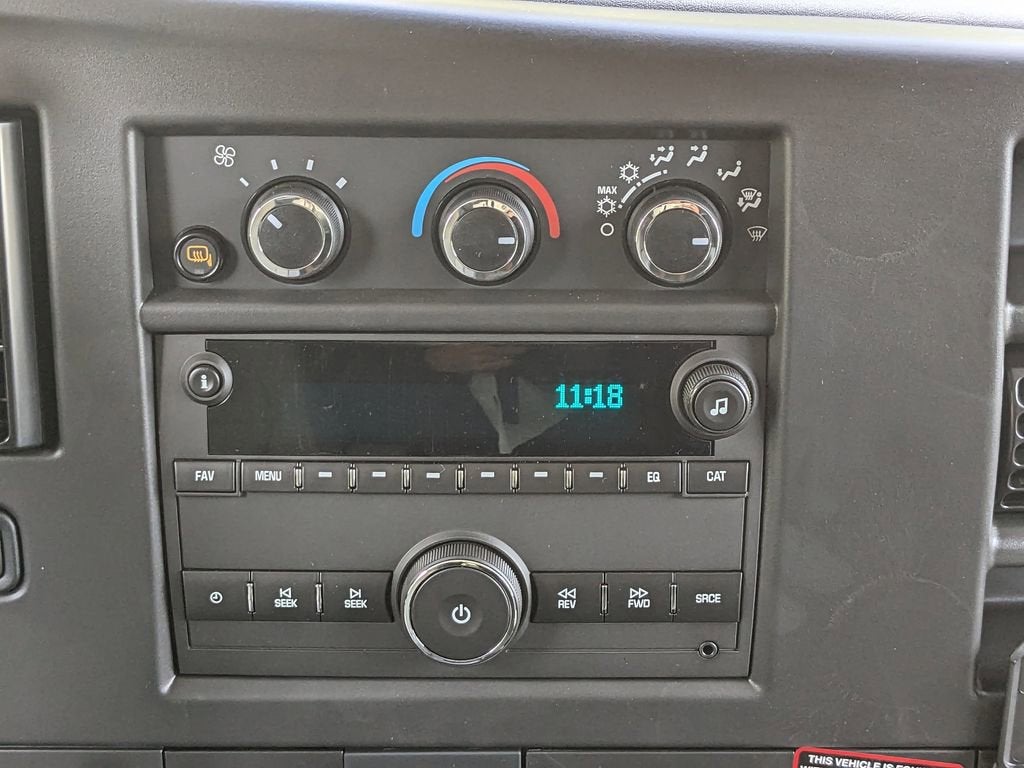 MAX
i
11:18
FAV MENU EQ CAT
SEEK SEEK REV FWD SRCE
THIS VEHICLE IS